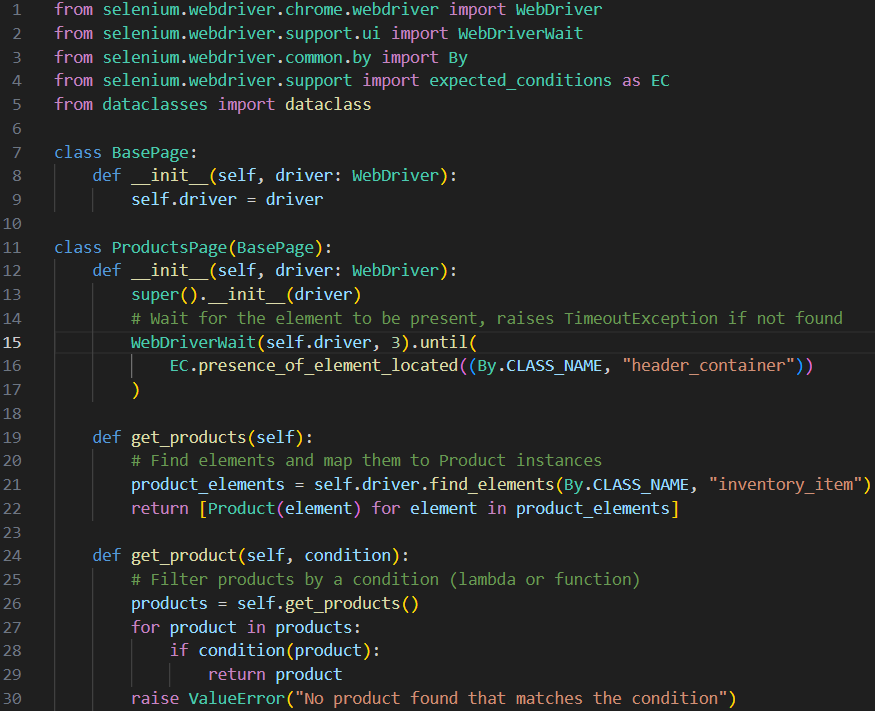 1 from selenium.webdriver.chrome.webdriver import WebDriver
2 from selenium.webdriver.support.ui import WebDriverWait
3 from selenium.webdriver.common.by import By
4 from selenium.webdriver.support import expected_conditions as EC
5 from dataclasses import dataclass
6
7 class BasePage:
8     def __init__(self, driver: WebDriver):
9         self.driver = driver
10
11 class ProductsPage(BasePage):
12     def __init__(self, driver: WebDriver):
13         super().__init__(driver)
14         # Wait for the element to be present, raises TimeoutException if not found
15         WebDriverWait(self.driver, 3).until(
16             EC.presence_of_element_located((By.CLASS_NAME, "header_container"))
17         )
18
19     def get_products(self):
20         # Find elements and map them to Product instances
21         product_elements = self.driver.find_elements(By.CLASS_NAME, "inventory_item")
22         return [Product(element) for element in product_elements]
23
24     def get_product(self, condition):
25         # Filter products by a condition (lambda or function)
26         products = self.get_products()
27         for product in products:
28             if condition(product):
29                 return product
30         raise ValueError("No product found that matches the condition")